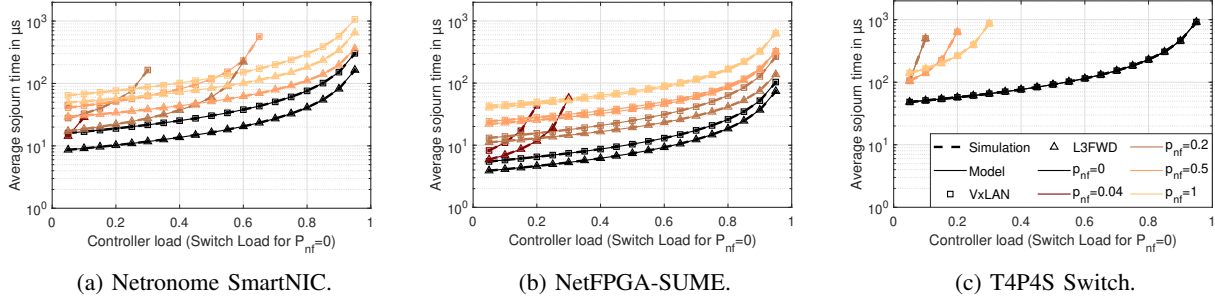 Average sojourn time in µs
10³
10²
10¹
10⁰
0 0.2 0.4 0.6 0.8 1
Controller load (Switch Load for P_nf=0)
(a) Netronome SmartNIC.
Average sojourn time in µs
10³
10²
10¹
10⁰
0 0.2 0.4 0.6 0.8 1
Controller load (Switch Load for P_nf=0)
(b) NetFPGA-SUME.
Average sojourn time in µs
10³
10²
10¹
10⁰
Simulation L3FWD p_nf=0.2
Model p_nf=0 p_nf=0.5
VxLAN p_nf=0.04 p_nf=1
0 0.2 0.4 0.6 0.8 1
Controller load (Switch Load for P_nf=0)
(c) T4P4S Switch.